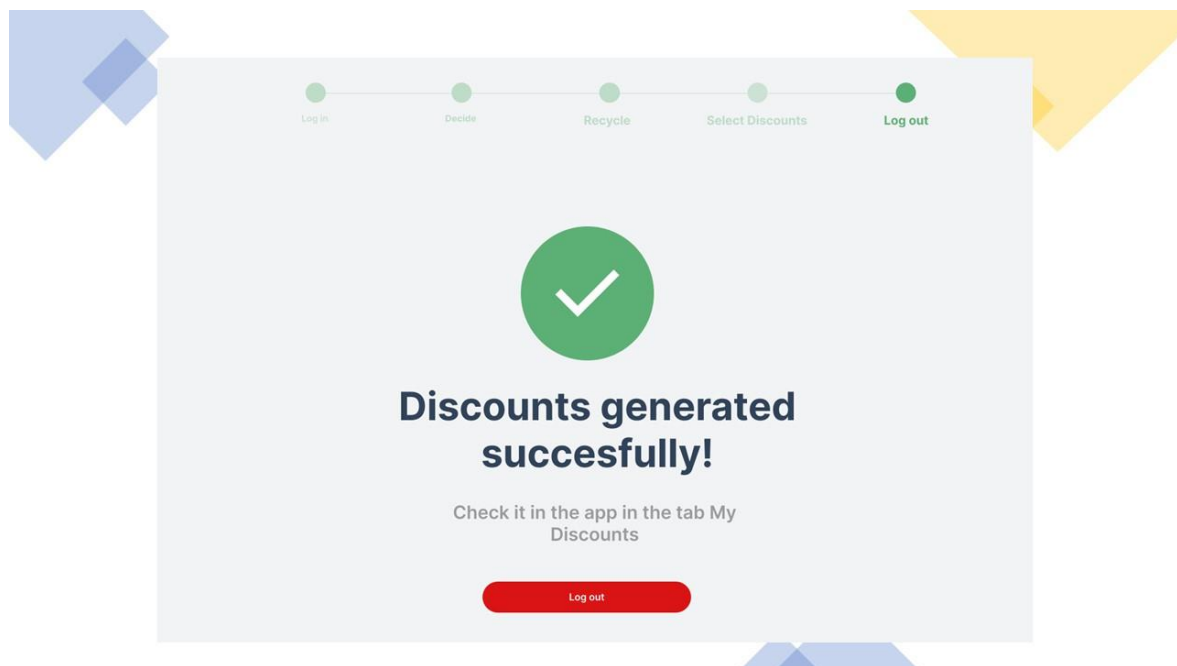 Log in
Decide
Recycle
Select Discounts
Log out
Discounts generated
succesfully!
Check it in the app in the tab My
Discounts
Log out